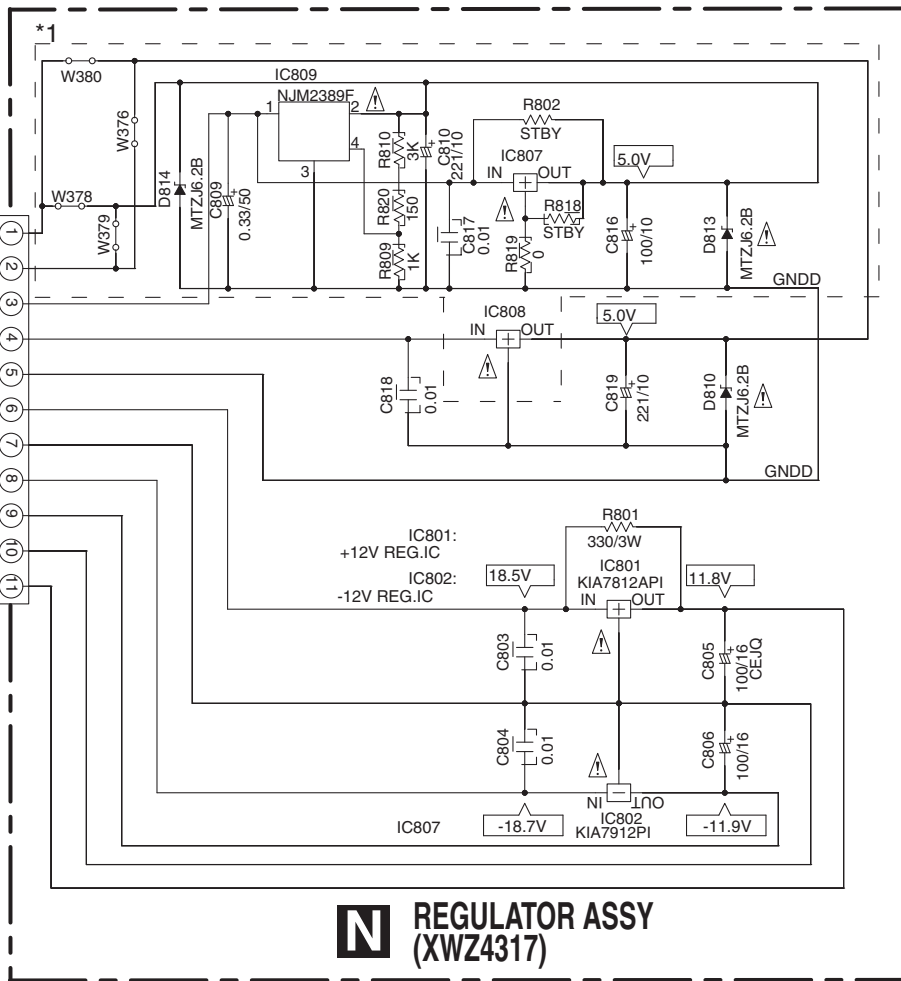 *1
W380
W376
W378
W379
D814
MTZJ6.2B
C809
0.33/50
IC809
NJM2389F
1
2
4
3
R810
3K
R820
150
R809
1K
C810
221/10
C817
0.01
R802
STBY
IC807
IN
OUT
R818
STBY
R819
0
5.0V
C816
100/10
D813
MTZJ6.2B
GNDD
IC808
IN
OUT
5.0V
C818
0.01
C819
221/10
D810
MTZJ6.2B
GNDD
1
2
3
4
5
6
7
8
9
10
11
IC801:
+12V REG.IC
IC802:
-12V REG.IC
R801
330/3W
IC801
KIA7812API
IN
OUT
18.5V
11.8V
C803
0.01
C805
100/16
CEJQ
C804
0.01
C806
100/16
IN
OUT
IC802
KIA7912PI
IC807
-18.7V
-11.9V
N
REGULATOR ASSY
(XWZ4317)